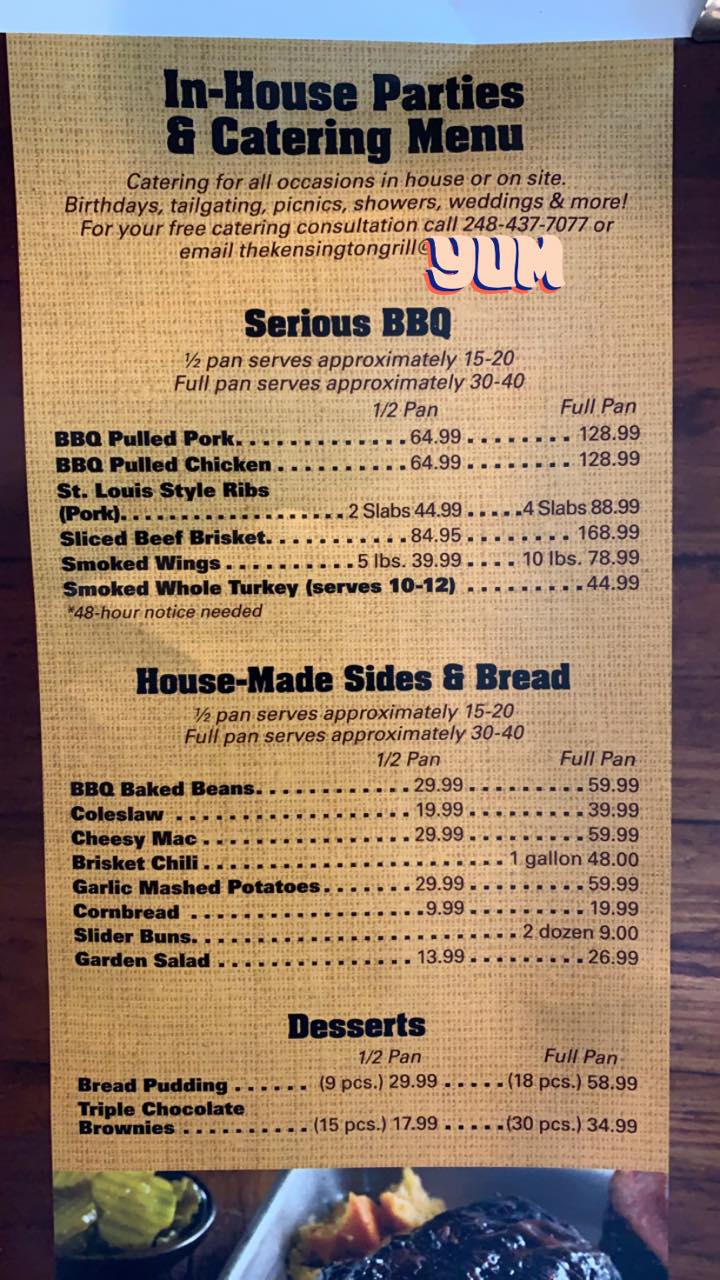 In-House Parties
& Catering Menu
Catering for all occasions in house or on site.
Birthdays, tailgating, picnics, showers, weddings & more!
For your free catering consultation call 248-437-7077 or
email thekensingtongrill@
YUM
Serious BBQ
½ pan serves approximately 15-20
Full pan serves approximately 30-40
1/2 Pan Full Pan
BBQ Pulled Pork. . . . . . . . . . . . . 64.99 . . . . . . . . 128.99
BBQ Pulled Chicken . . . . . . . . . . 64.99 . . . . . . . . 128.99
St. Louis Style Ribs
(Pork). . . . . . . . . . . . . . . . . . . 2 Slabs 44.99 . . . . . 4 Slabs 88.99
Sliced Beef Brisket. . . . . . . . . . . 84.95 . . . . . . . . 168.99
Smoked Wings . . . . . . . . . . 5 lbs. 39.99 . . . . 10 lbs. 78.99
Smoked Whole Turkey (serves 10-12) . . . . . . . . . 44.99
*48-hour notice needed
House-Made Sides & Bread
½ pan serves approximately 15-20
Full pan serves approximately 30-40
1/2 Pan Full Pan
BBQ Baked Beans. . . . . . . . . . . . 29.99 . . . . . . . . . 59.99
Coleslaw . . . . . . . . . . . . . . . . . . 19.99 . . . . . . . . . 39.99
Cheesy Mac . . . . . . . . . . . . . . . . 29.99 . . . . . . . . . 59.99
Brisket Chili . . . . . . . . . . . . . . . . . . . . . . . 1 gallon 48.00
Garlic Mashed Potatoes. . . . . . . 29.99 . . . . . . . . . 59.99
Cornbread . . . . . . . . . . . . . . . . . .9.99 . . . . . . . . . 19.99
Slider Buns. . . . . . . . . . . . . . . . . . . . . . . . . 2 dozen 9.00
Garden Salad . . . . . . . . . . . . . . . 13.99 . . . . . . . . . 26.99
Desserts
1/2 Pan Full Pan
Bread Pudding . . . . . . (9 pcs.) 29.99 . . . . . (18 pcs.) 58.99
Triple Chocolate
Brownies . . . . . . . . . . (15 pcs.) 17.99 . . . . . (30 pcs.) 34.99